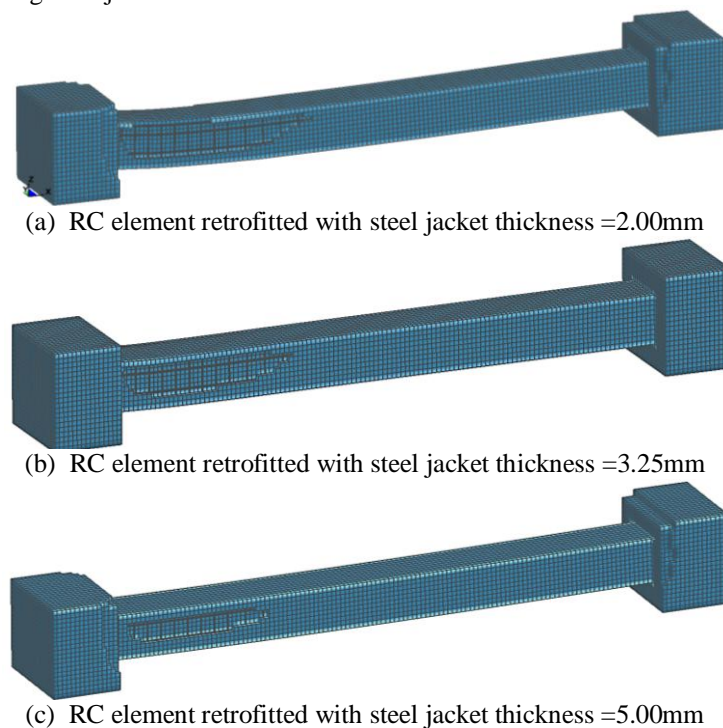 Z
X
(a) RC element retrofitted with steel jacket thickness =2.00mm
(b) RC element retrofitted with steel jacket thickness =3.25mm
(c) RC element retrofitted with steel jacket thickness =5.00mm